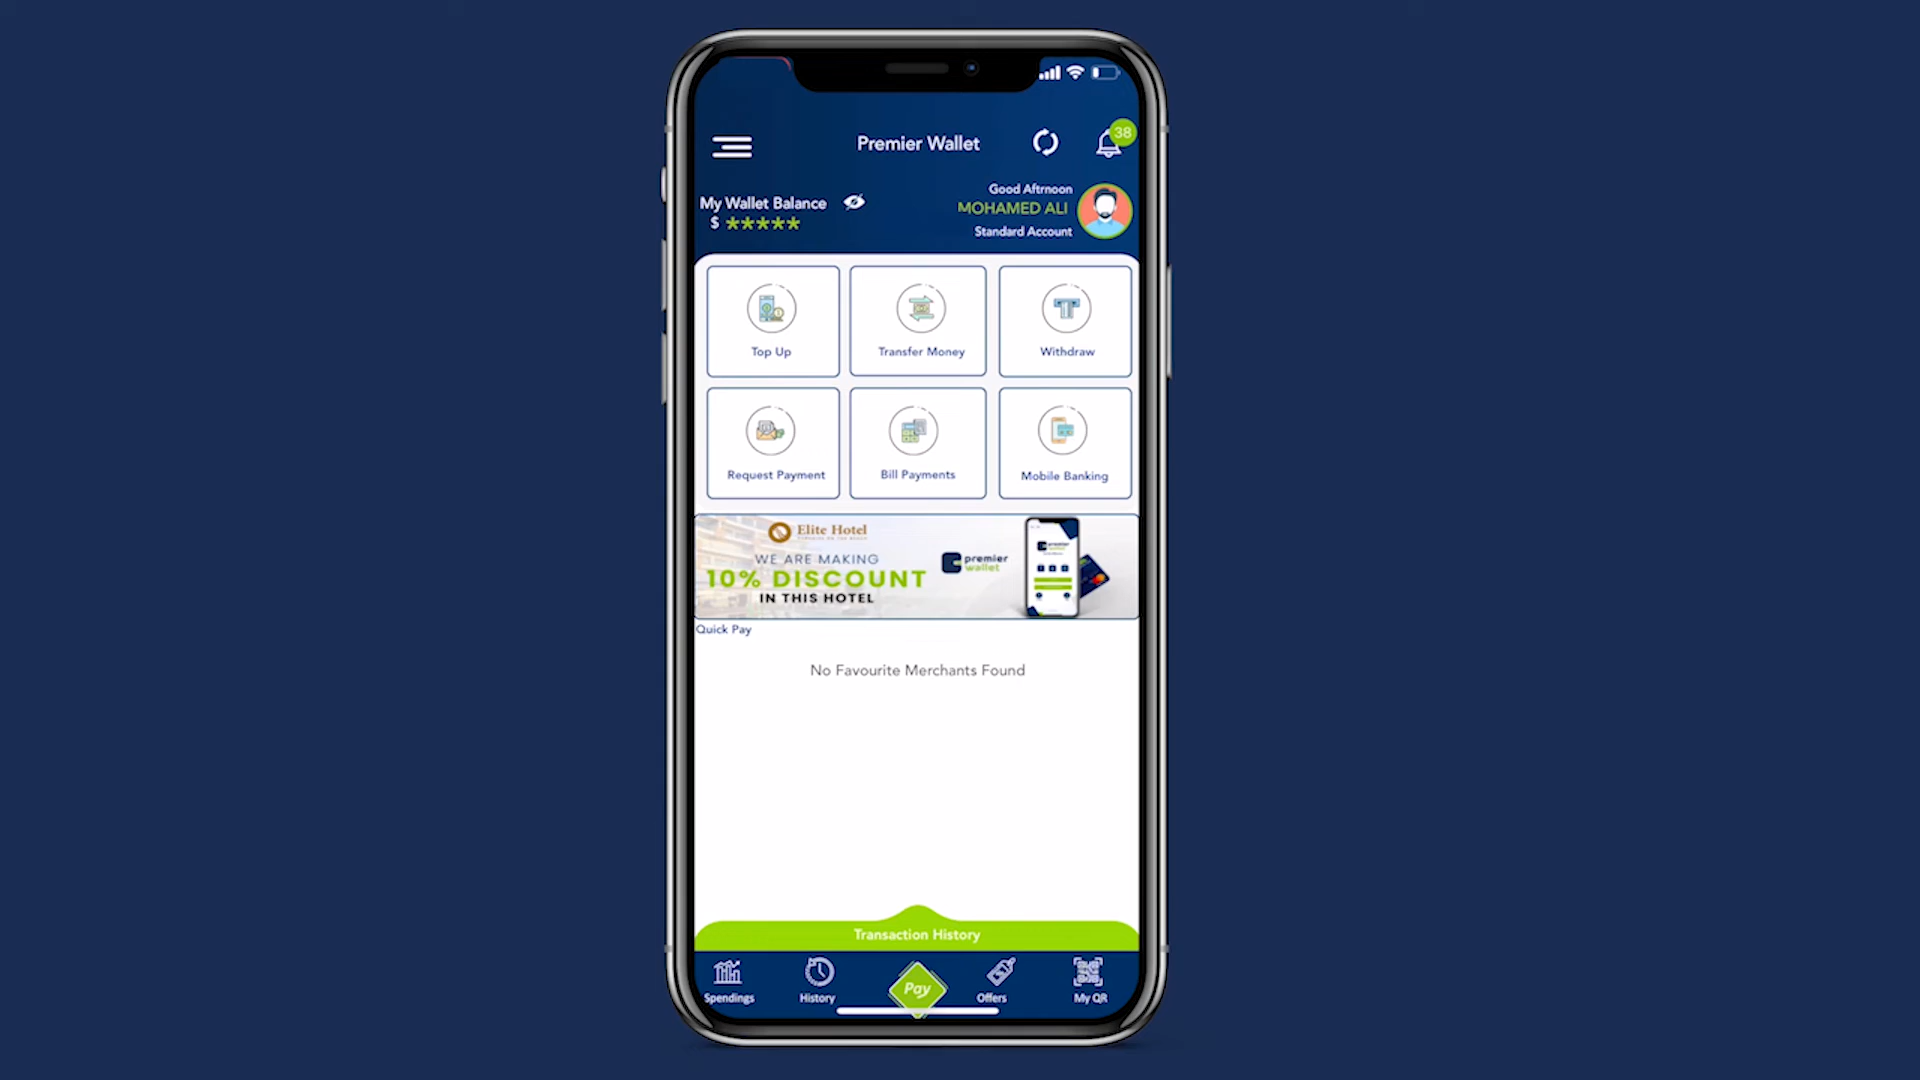 Premier Wallet
38
My Wallet Balance
$ *****
Good Aftrnoon
MOHAMED ALI
Standard Account
Top Up
Transfer Money
Withdraw
Request Payment
Bill Payments
Mobile Banking
Elite Hotel
WE ARE MAKING
10% DISCOUNT
IN THIS HOTEL
premier
wallet
Quick Pay
No Favourite Merchants Found
Transaction History
Spendings
History
Pay
Offers
My QR